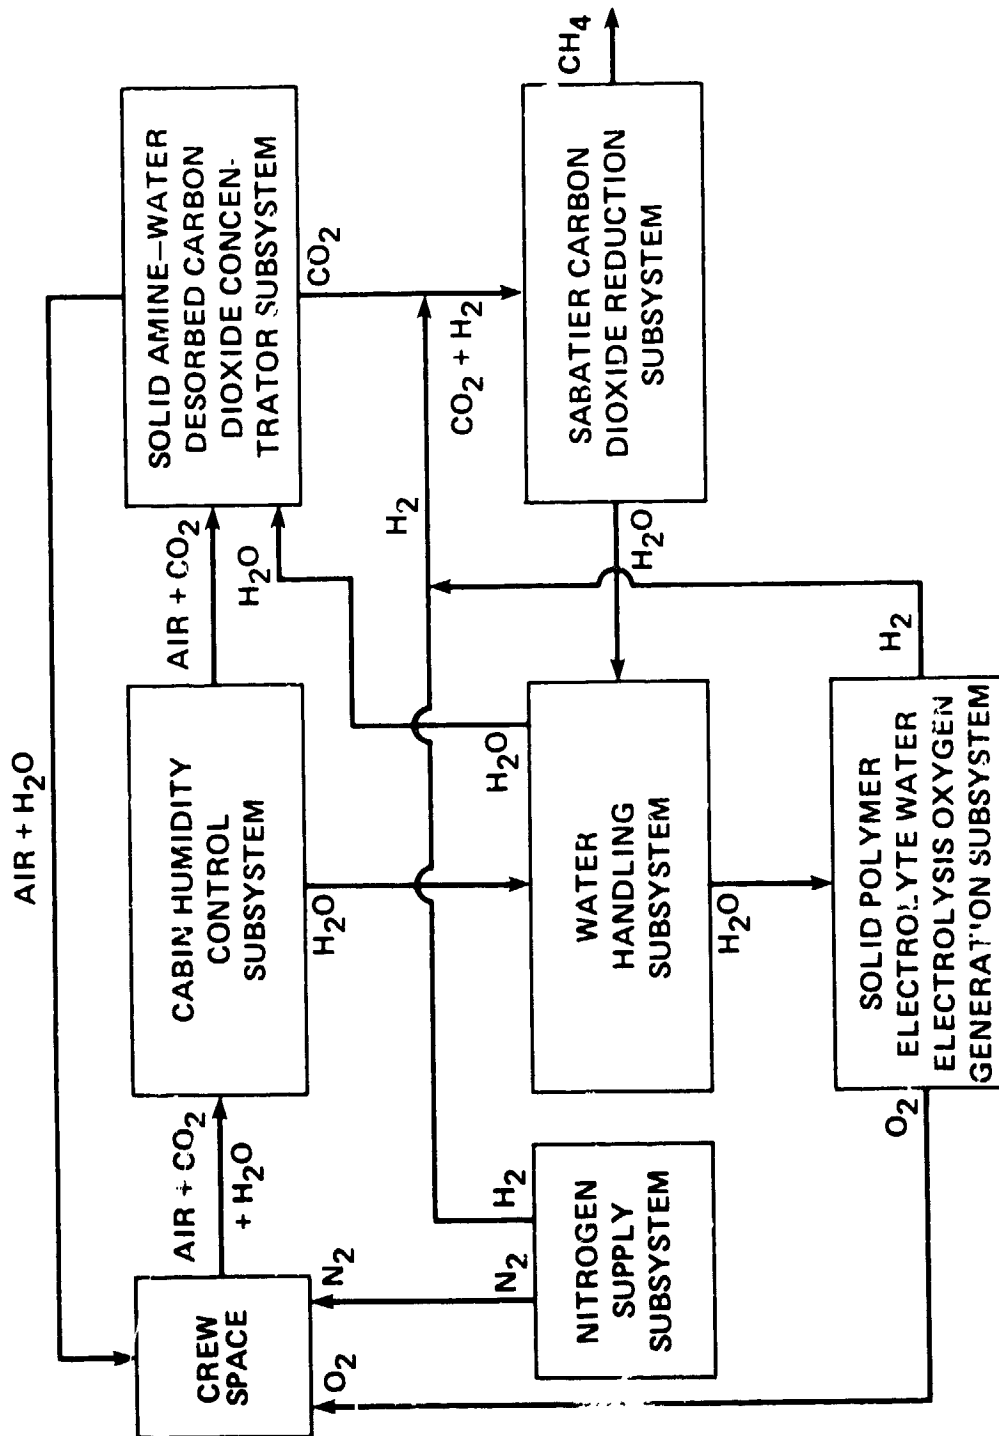 AIR + H2O
CREW
SPACE
AIR + CO2
+ H2O
CABIN HUMIDITY
CONTROL
SUBSYSTEM
AIR + CO2
H2O
SOLID AMINE–WATER
DESORBED CARBON
DIOXIDE CONCEN-
TRATOR SUBSYSTEM
O2
N2
H2O
CO2
N2
H2
H2O
H2
CO2 + H2
NITROGEN
SUPPLY
SUBSYSTEM
WATER
HANDLING
SUBSYSTEM
H2O
SABATIER CARBON
DIOXIDE REDUCTION
SUBSYSTEM
CH4
H2O
O2
SOLID POLYMER
ELECTROLYTE WATER
ELECTROLYSIS OXYGEN
GENERATION SUBSYSTEM
H2